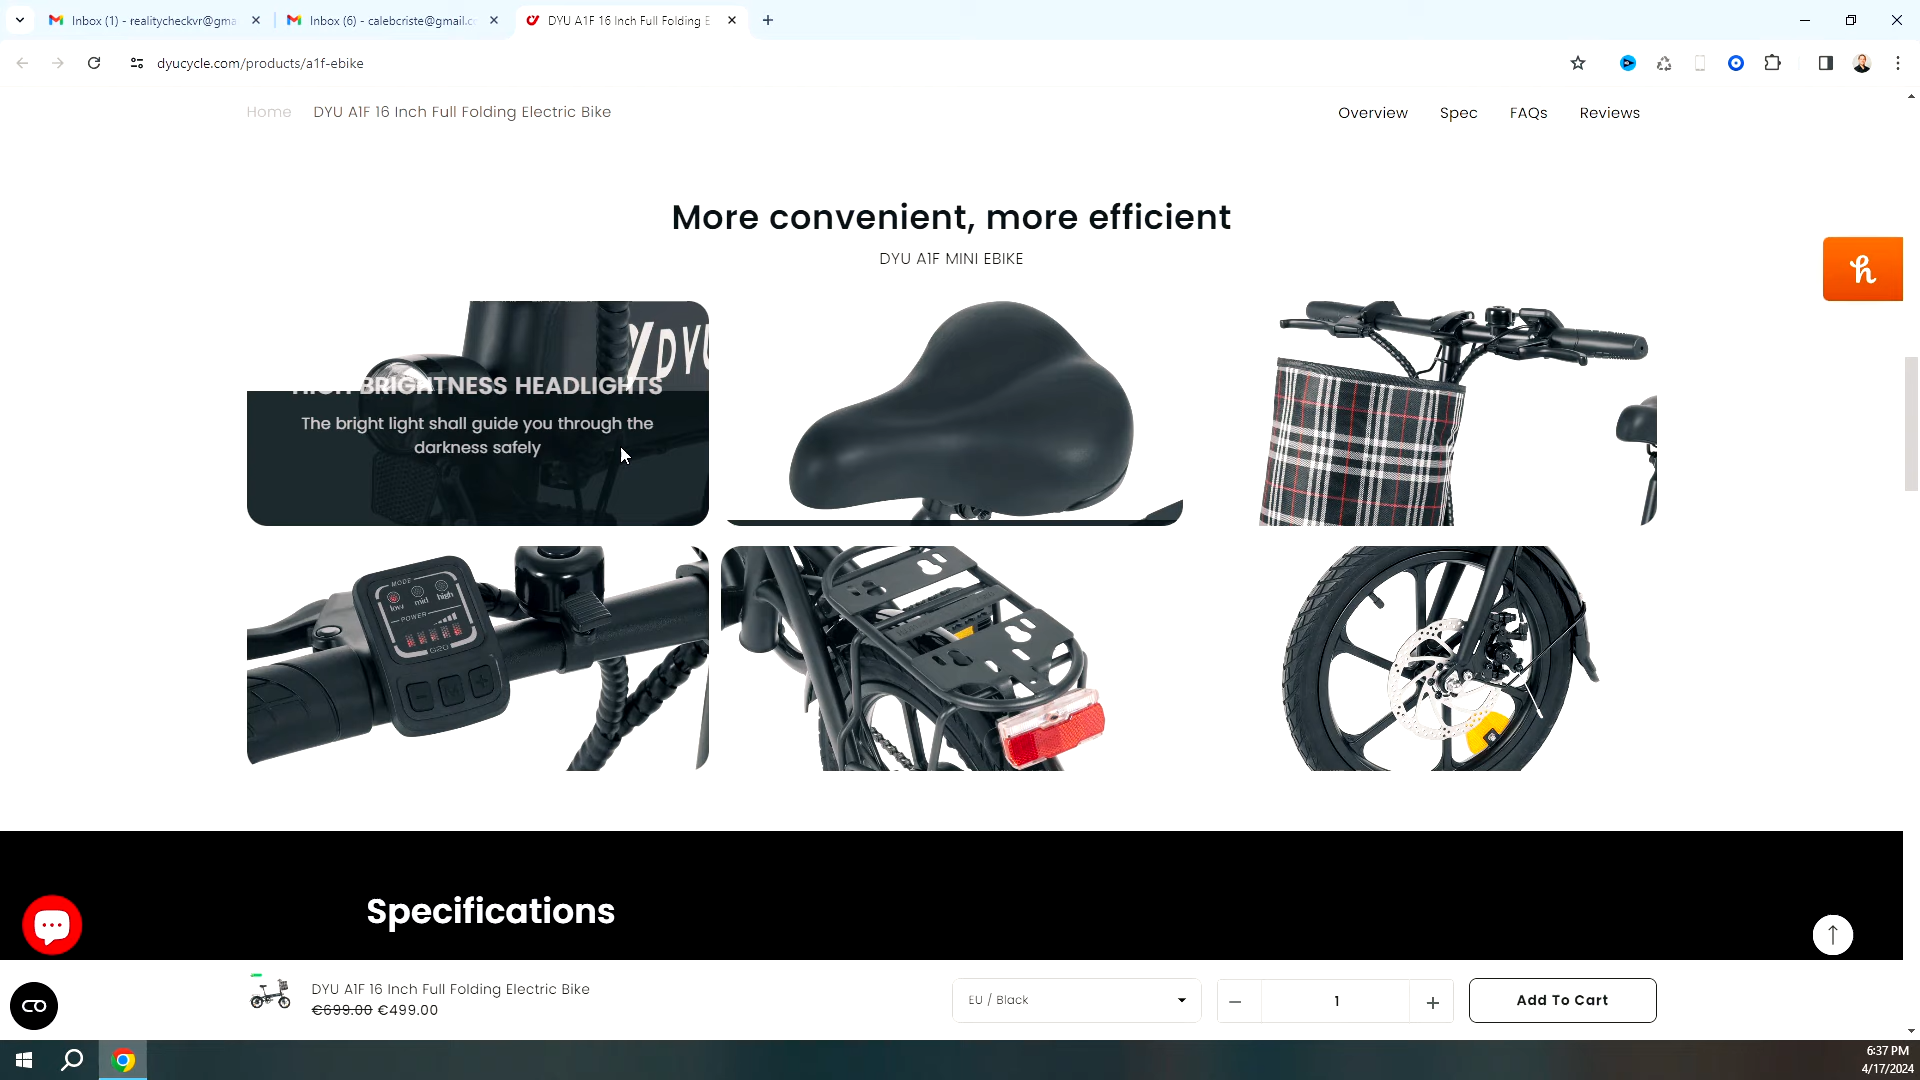 Inbox (1) - realitycheckvr@gma
Inbox (6) - calebcriste@gmail.c
DYU A1F 16 Inch Full Folding E
dyucycle.com/products/a1f-ebike
Home
DYU A1F 16 Inch Full Folding Electric Bike
Overview
Spec
FAQs
Reviews
More convenient, more efficient
DYU A1F MINI EBIKE
DYU
HIGH BRIGHTNESS HEADLIGHTS
The bright light shall guide you through the
darkness safely
MODE
low mid high
POWER
G20
M
Specifications
DYU A1F 16 Inch Full Folding Electric Bike
€699.00 €499.00
EU / Black
1
Add To Cart
6:37 PM
4/17/2024